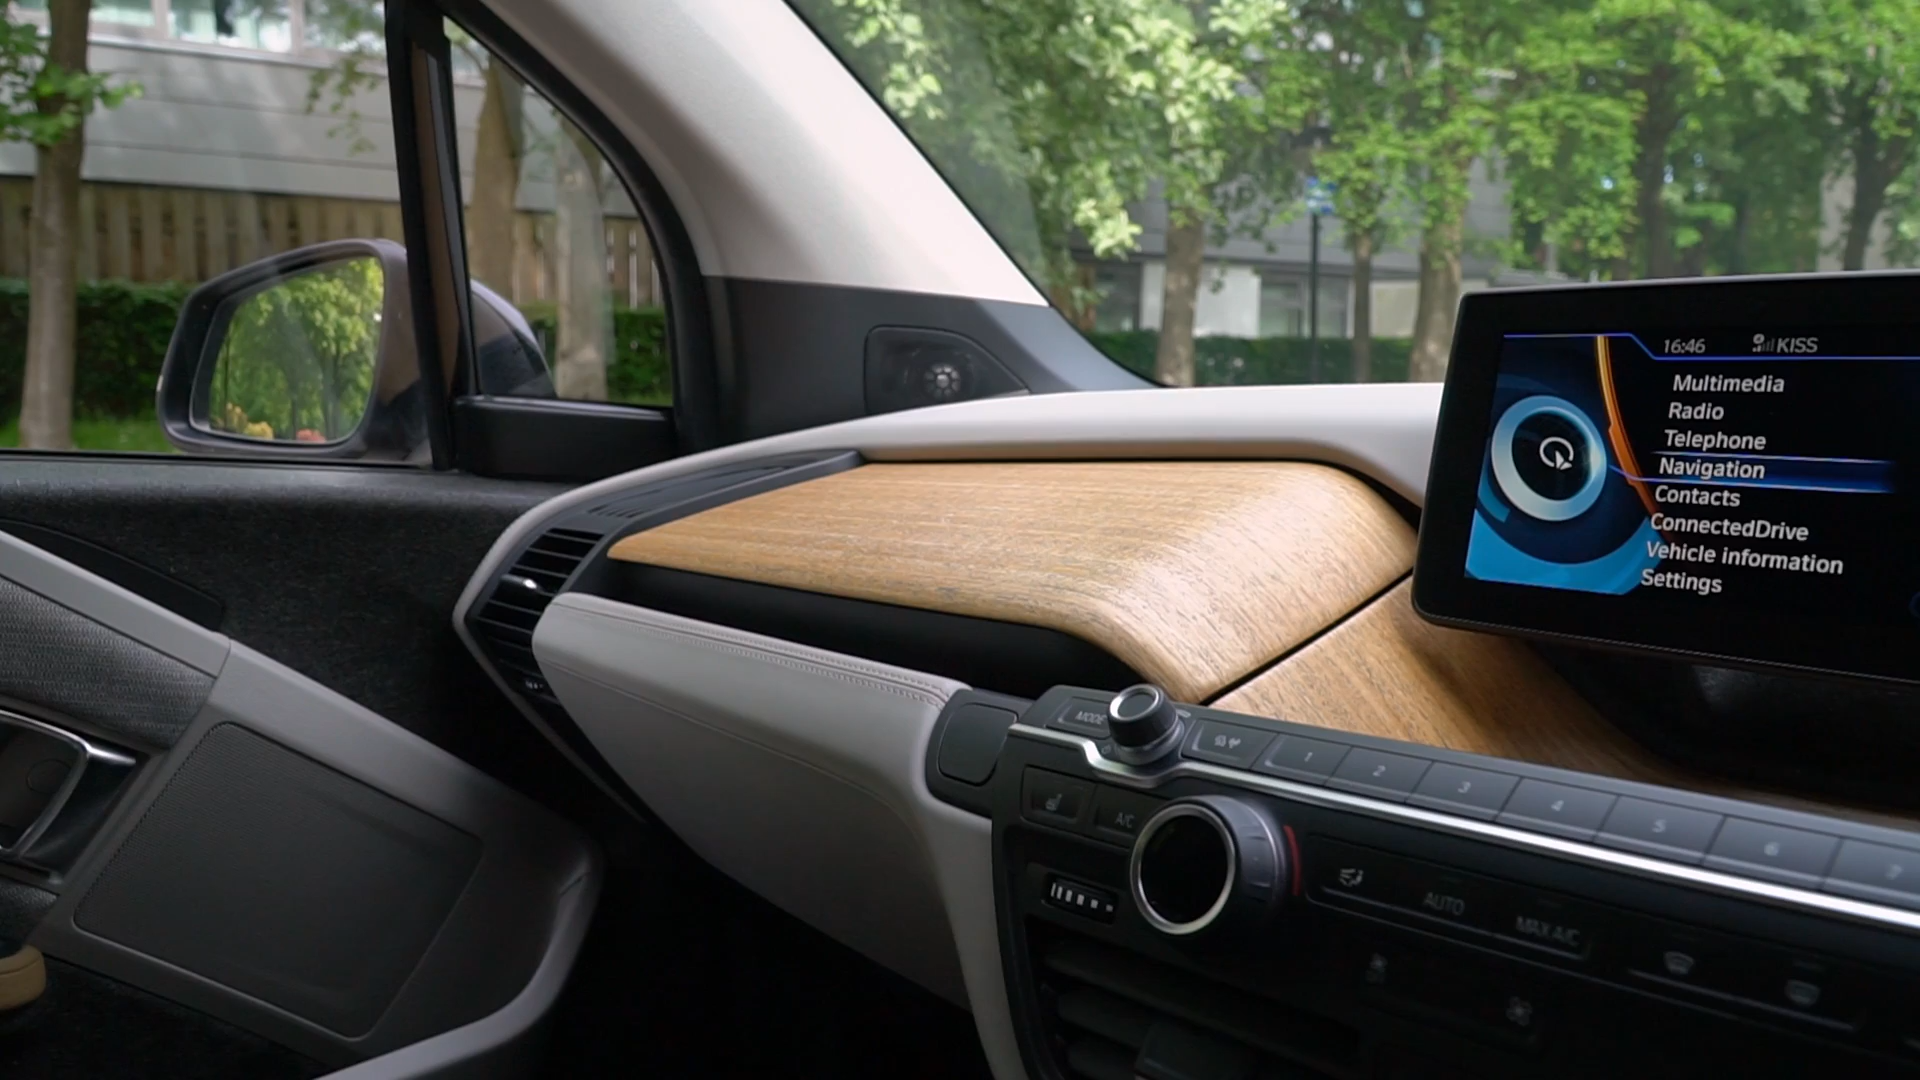 16:46 KISS
Multimedia
Radio
Telephone
Navigation
Contacts
ConnectedDrive
Vehicle information
Settings
MODE
1 2 3 4 5 6 7
A/C
AUTO
MAX A/C